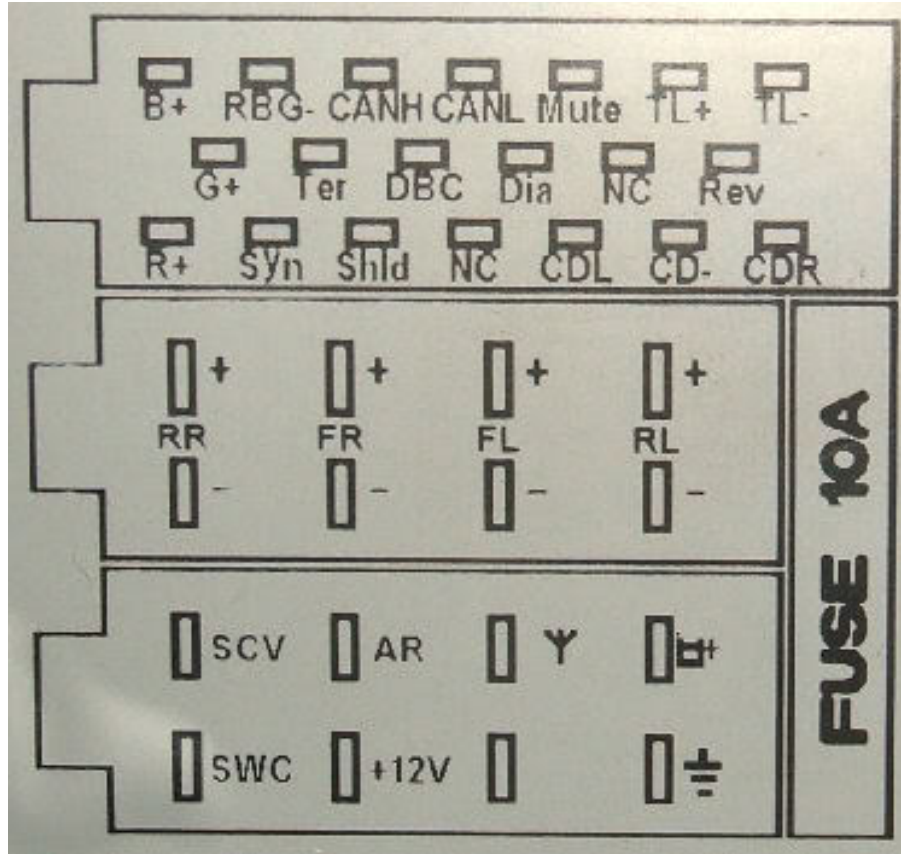 B+ RBG- CANH CANL Mute TL+ TL-
G+ Ter DBC Dia NC Rev
R+ Syn Shld NC CDL CD- CDR
+ + + +
RR FR FL RL
- - - -
SCV AR +
SWC +12V
FUSE 10A